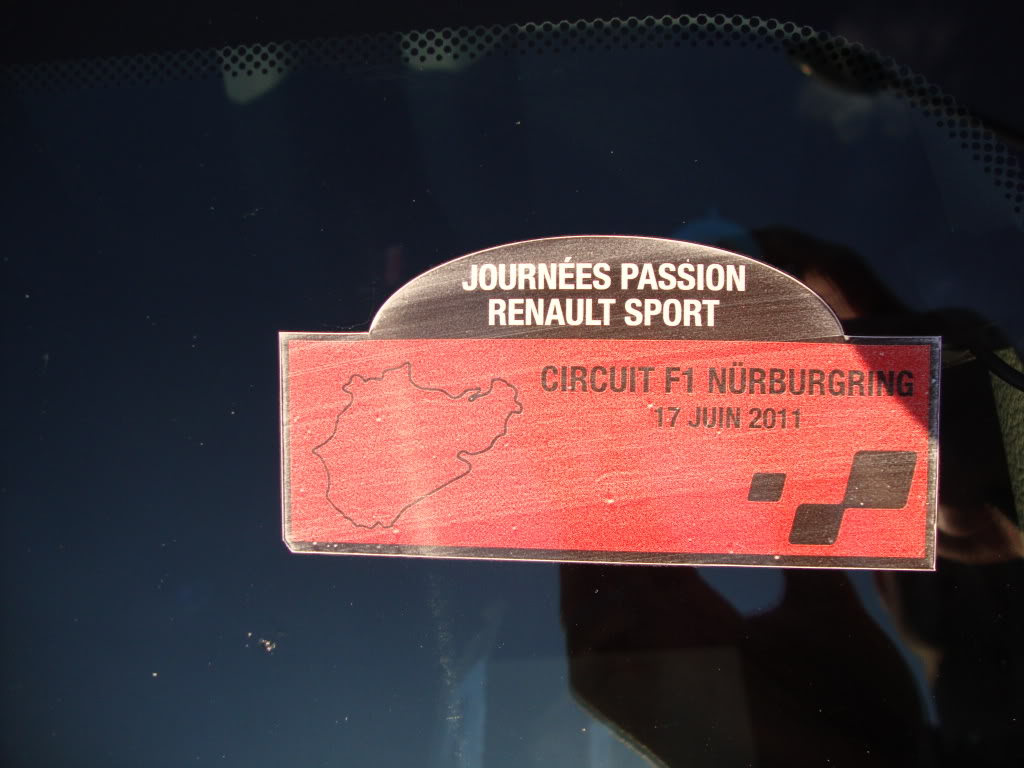 JOURNÉES PASSION
RENAULT SPORT
CIRCUIT F1 NÜRBURGRING
17 JUIN 2011